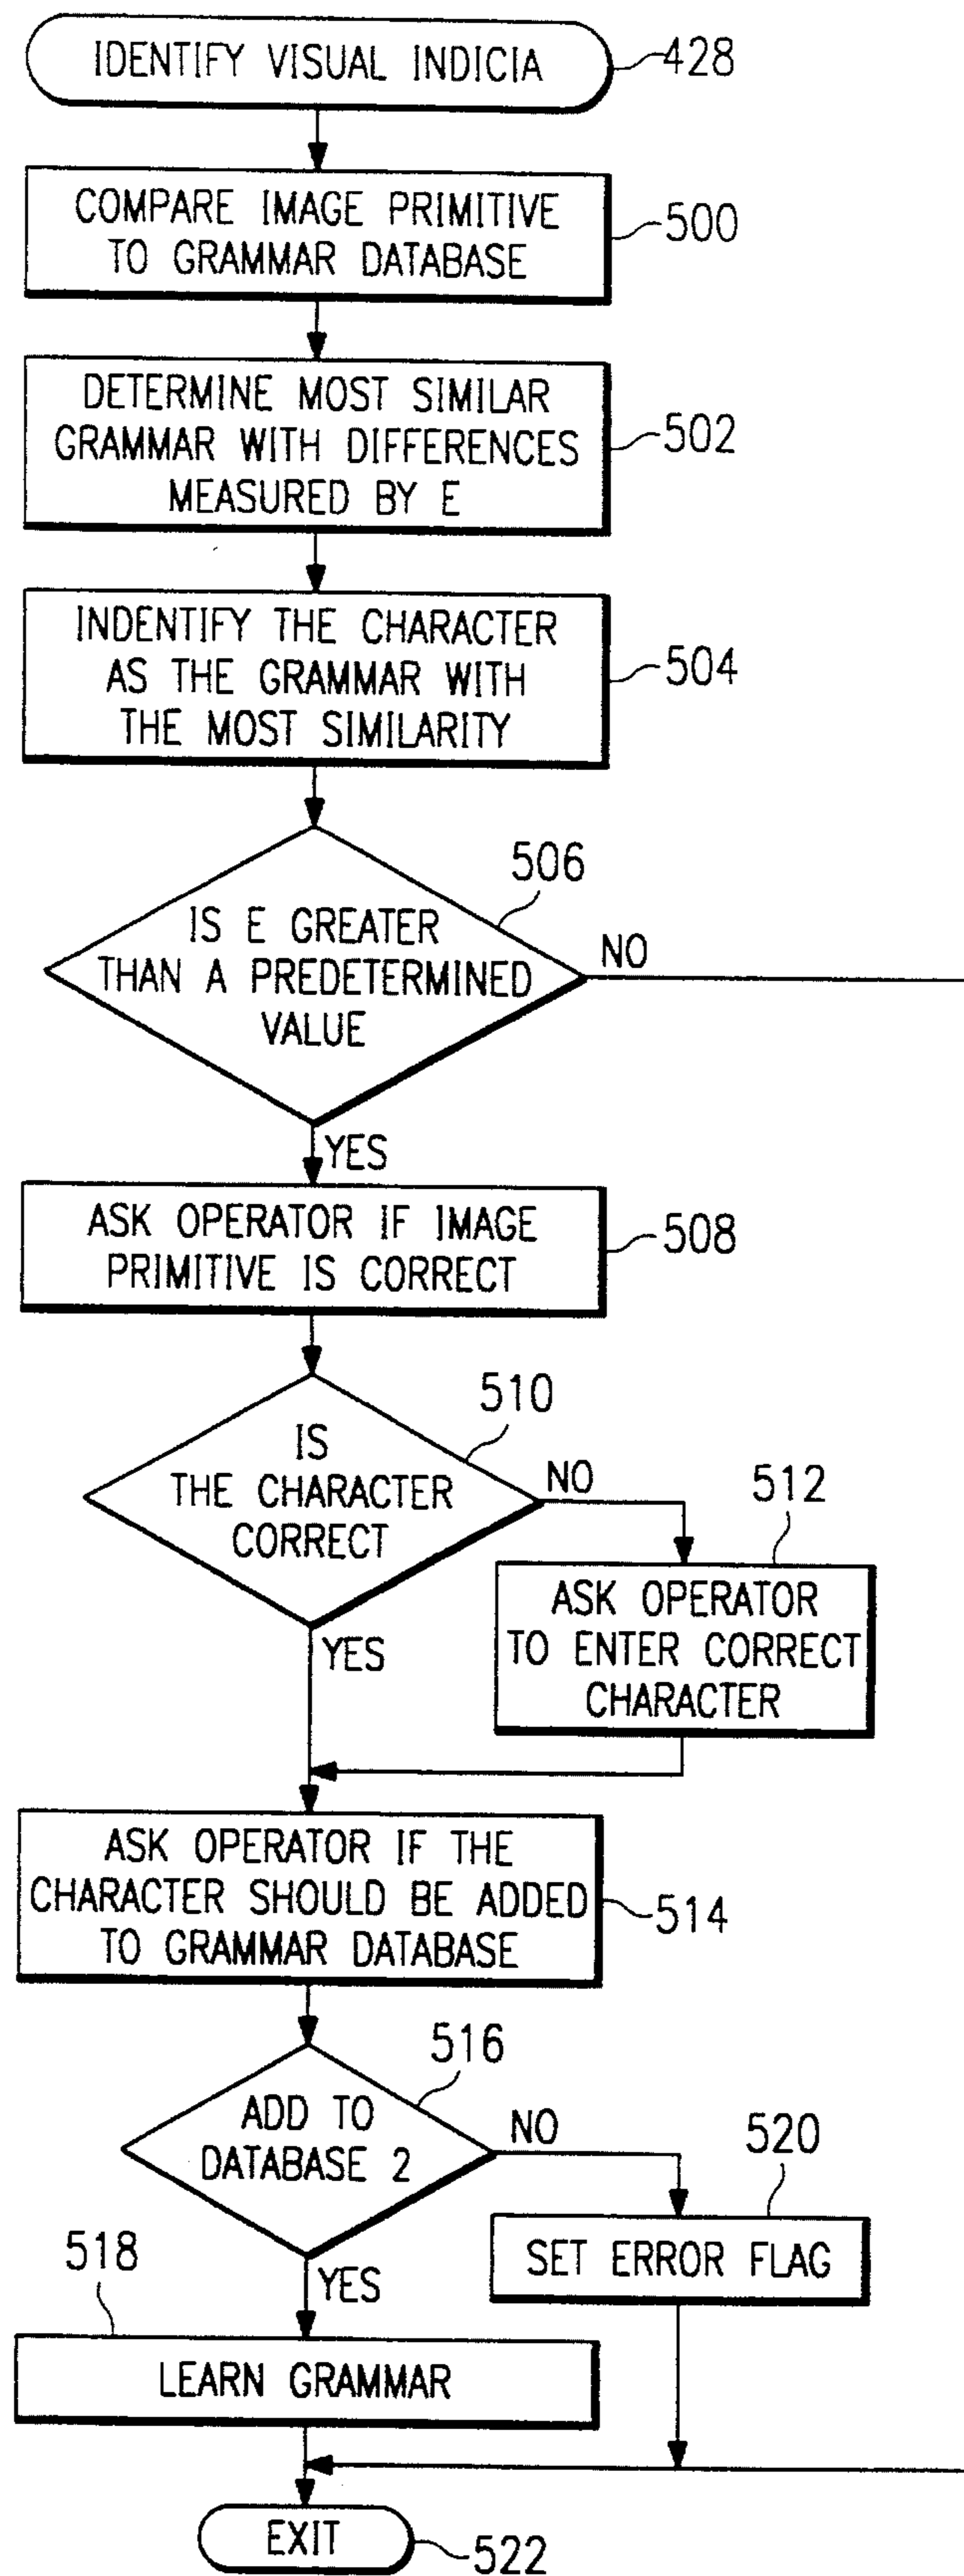 IDENTIFY VISUAL INDICIA
428
COMPARE IMAGE PRIMITIVE
TO GRAMMAR DATABASE
500
DETERMINE MOST SIMILAR
GRAMMAR WITH DIFFERENCES
MEASURED BY E
502
INDENTIFY THE CHARACTER
AS THE GRAMMAR WITH
THE MOST SIMILARITY
504
506
IS E GREATER
THAN A PREDETERMINED
VALUE
NO
YES
ASK OPERATOR IF IMAGE
PRIMITIVE IS CORRECT
508
510
IS
THE CHARACTER
CORRECT
NO
512
ASK OPERATOR
TO ENTER CORRECT
CHARACTER
YES
ASK OPERATOR IF THE
CHARACTER SHOULD BE ADDED
TO GRAMMAR DATABASE
514
516
ADD TO
DATABASE 2
NO
520
SET ERROR FLAG
518
YES
LEARN GRAMMAR
EXIT
522